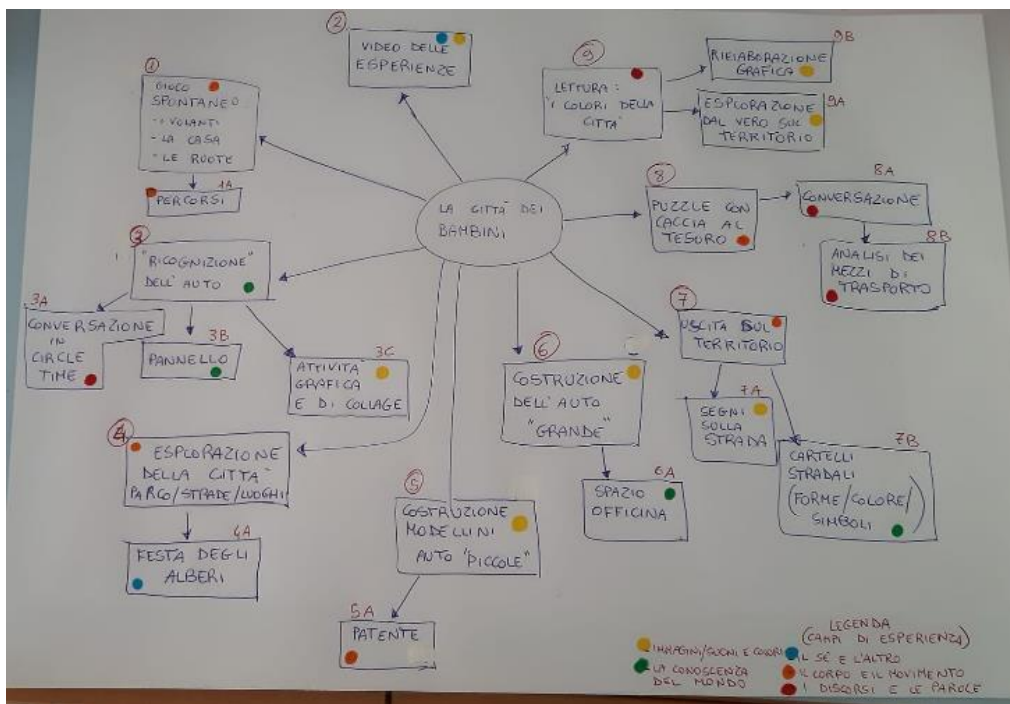 1
GIOCO
SPONTANEO
- I VOLANTI
- LA CASA
- LE RUOTE
1A
PERCORSI
2
VIDEO DELLE
ESPERIENZE
9
LETTURA:
"I COLORI DELLA
CITTÀ"
9B
RIELABORAZIONE
GRAFICA
9A
ESPLORAZIONE
DAL VERO SUL
TERRITORIO
LA CITTÀ DEI
BAMBINI
8
PUZZLE CON
CACCIA AL
TESORO
8A
CONVERSAZIONE
8B
ANALISI DEI
MEZZI DI
TRASPORTO
3
"RICOGNIZIONE"
DELL'AUTO
3A
CONVERSAZIONE
IN
CIRCLE
TIME
3B
PANNELLO
3C
ATTIVITÀ
GRAFICA
E DI COLLAGE
7
USCITA SUL
TERRITORIO
7A
SEGNI
SULLA
STRADA
7B
CARTELLI
STRADALI
(FORME/COLORE/
SIMBOLI)
6
COSTRUZIONE
DELL'AUTO
"GRANDE"
6A
SPAZIO
OFFICINA
4
ESPLORAZIONE
DELLA CITTÀ
PARCO/STRADE/LUOGHI
4A
FESTA DEGLI
ALBERI
5
COSTRUZIONE
MODELLINI
AUTO "PICCOLE"
5A
PATENTE
LEGENDA
(CAMPI DI ESPERIENZA)
IMMAGINI/SUONI E COLORI
IL SÉ E L'ALTRO
LA CONOSCENZA
DEL MONDO
IL CORPO E IL MOVIMENTO
I DISCORSI E LE PAROLE